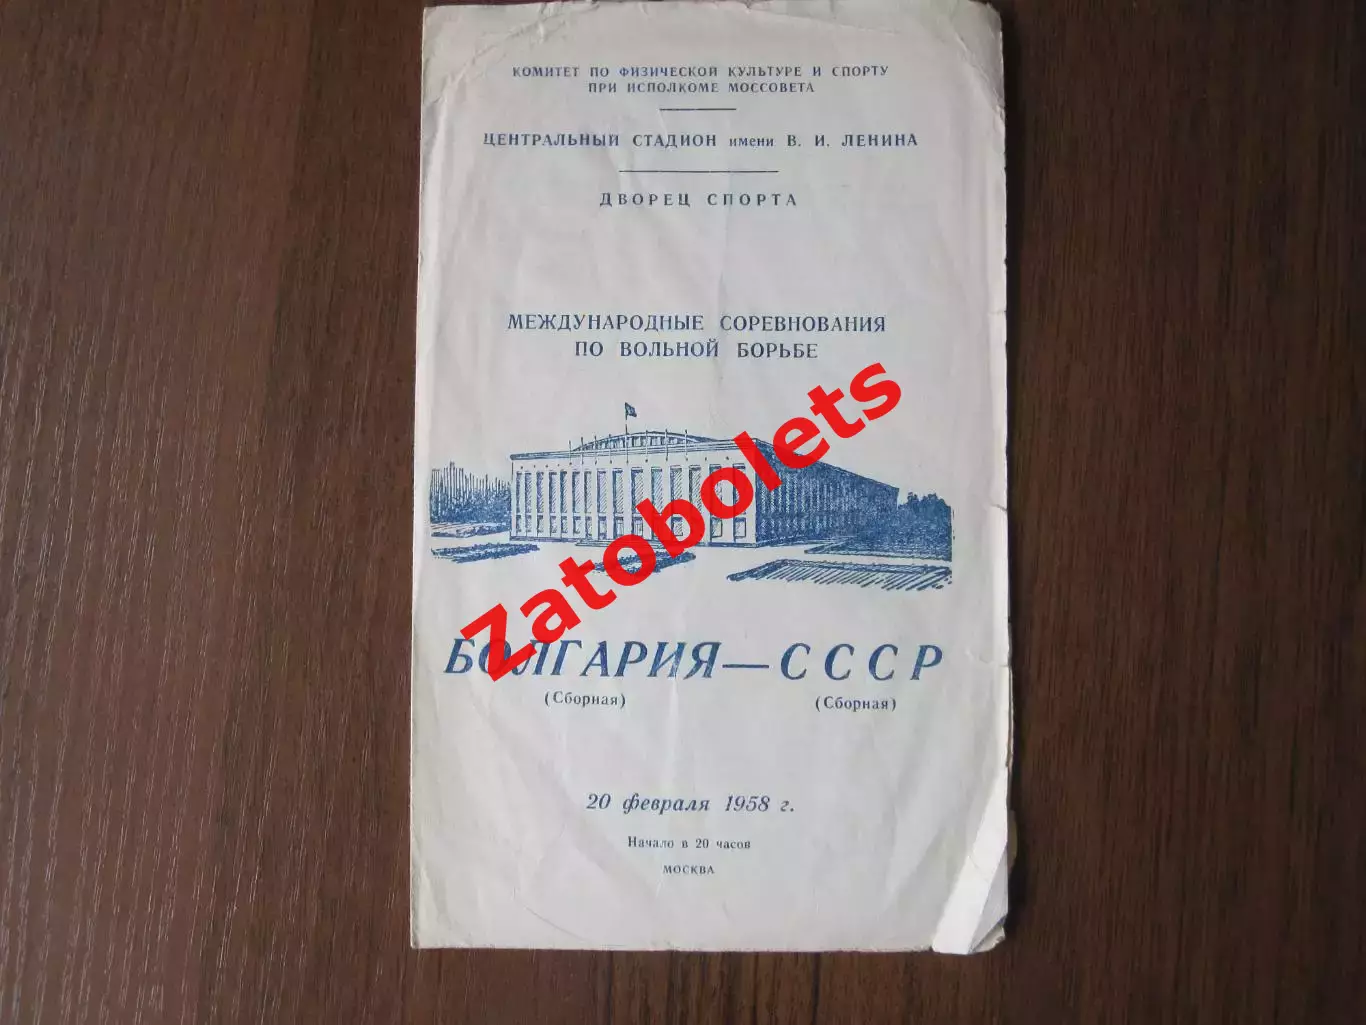 КОМИТЕТ ПО ФИЗИЧЕСКОЙ КУЛЬТУРЕ И СПОРТУ
ПРИ ИСПОЛКОМЕ МОССОВЕТА
ЦЕНТРАЛЬНЫЙ СТАДИОН имени В. И. ЛЕНИНА
ДВОРЕЦ СПОРТА
МЕЖДУНАРОДНЫЕ СОРЕВНОВАНИЯ
ПО ВОЛЬНОЙ БОРЬБЕ
Zatobolets
БОЛГАРИЯ — СССР
(Сборная) (Сборная)
20 февраля 1958 г.
Начало в 20 часов
МОСКВА